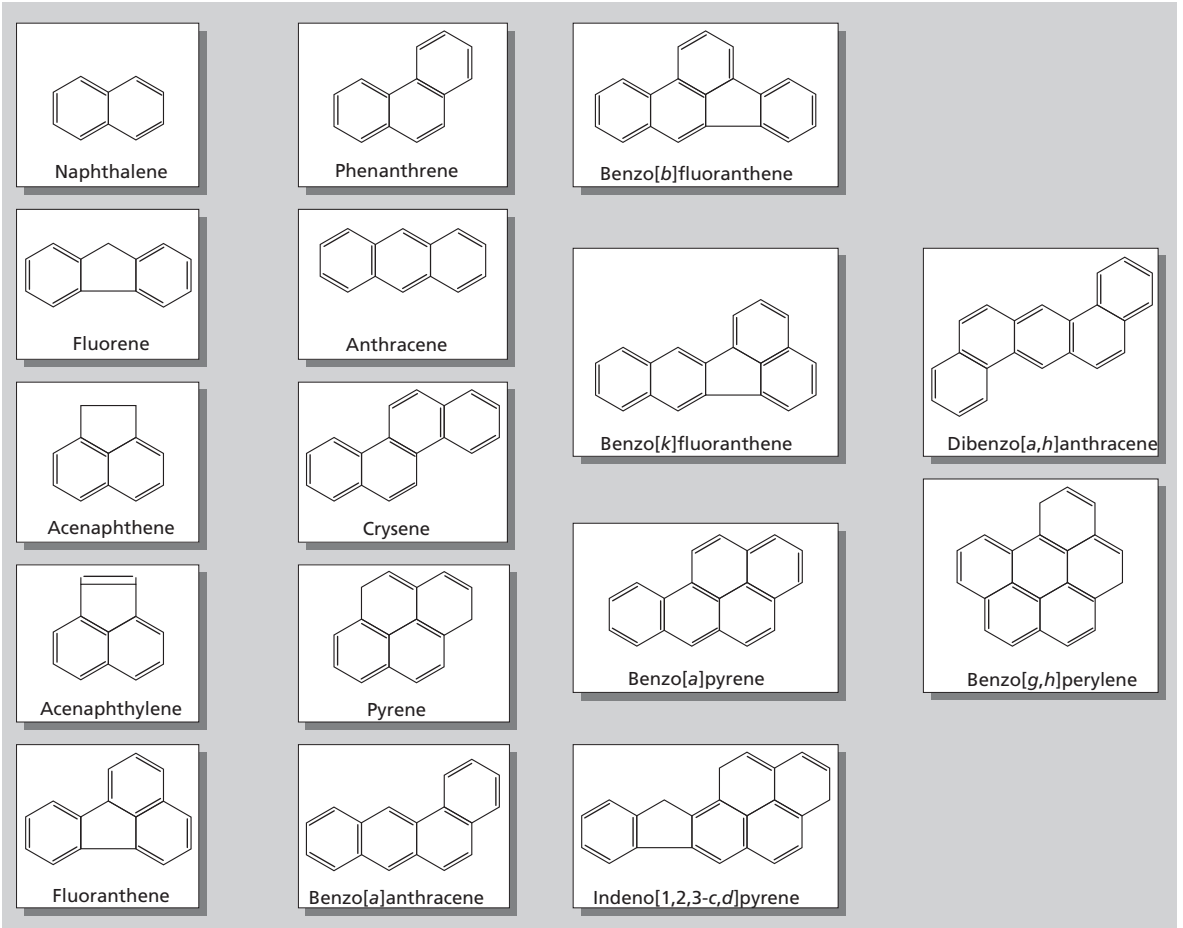 Naphthalene
Phenanthrene
Benzo[b]fluoranthene
Fluorene
Anthracene
Benzo[k]fluoranthene
Dibenzo[a,h]anthracene
Acenaphthene
Crysene
Acenaphthylene
Pyrene
Benzo[a]pyrene
Benzo[g,h]perylene
Fluoranthene
Benzo[a]anthracene
Indeno[1,2,3-c,d]pyrene